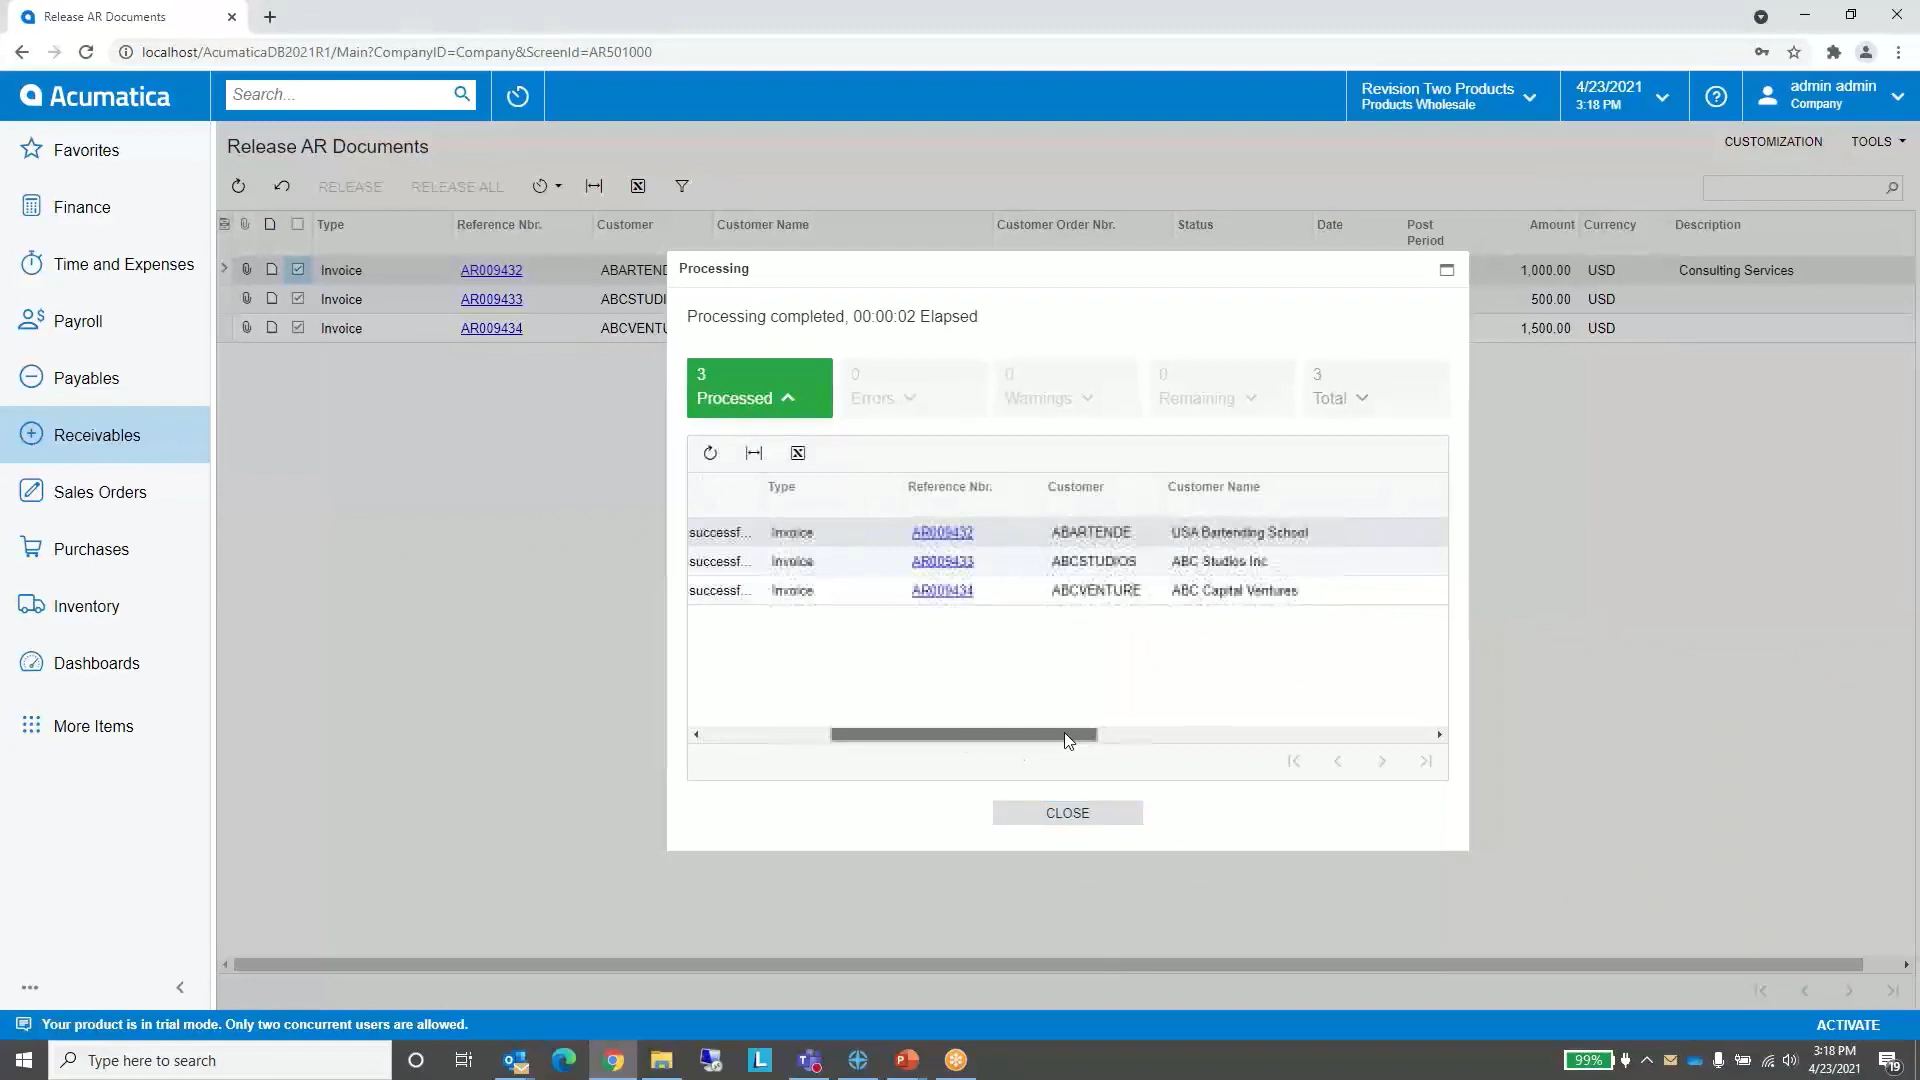 Release AR Documents
localhost/AcumaticaDB2021R1/Main?CompanyID=Company&ScreenId=AR501000
Acumatica
Search...
Revision Two Products
Products Wholesale
4/23/2021
3:18 PM
admin admin
Company
Favorites
Finance
Time and Expenses
Payroll
Payables
Receivables
Sales Orders
Purchases
Inventory
Dashboards
More Items
Release AR Documents
CUSTOMIZATION TOOLS
RELEASE RELEASE ALL
Type Reference Nbr. Customer Customer Name Customer Order Nbr. Status Date Post Period Amount Currency Description
Invoice AR009432 ABARTEND 1,000.00 USD Consulting Services
Invoice AR009433 ABCSTUDI 500.00 USD
Invoice AR009434 ABCVENTU 1,500.00 USD
Processing
Processing completed, 00:00:02 Elapsed
3 0 0 0 3
Processed Errors Warnings Remaining Total
Type Reference Nbr. Customer Customer Name
successf... Invoice AR009432 ABARTENDE USA Bartending School
successf... Invoice AR009433 ABCSTUDIOS ABC Studios Inc
successf... Invoice AR009434 ABCVENTURE ABC Capital Ventures
CLOSE
Your product is in trial mode. Only two concurrent users are allowed.
ACTIVATE
Type here to search
99%
3:18 PM
4/23/2021
19